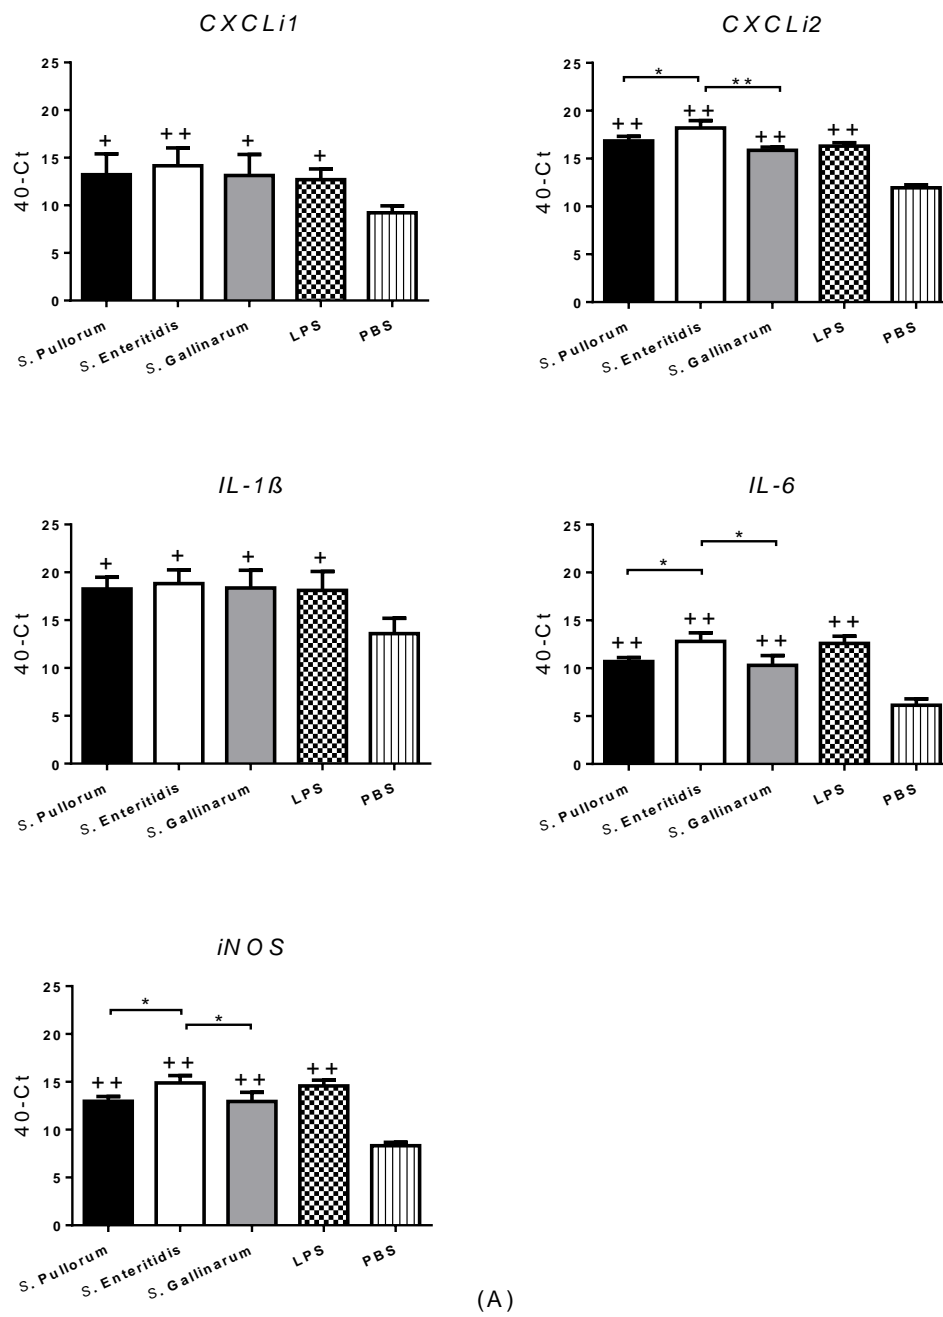 CXCLi1
25
20
15
10
5
0
40-Ct
+
++
+
+
S. Pullorum
S. Enteritidis
S. Gallinarum
LPS
PBS
CXCLi2
25
20
15
10
5
0
40-Ct
*
**
++
++
++
++
S. Pullorum
S. Enteritidis
S. Gallinarum
LPS
PBS
IL-1ß
25
20
15
10
5
0
40-Ct
+
+
+
+
S. Pullorum
S. Enteritidis
S. Gallinarum
LPS
PBS
IL-6
25
20
15
10
5
0
40-Ct
*
*
++
++
++
++
S. Pullorum
S. Enteritidis
S. Gallinarum
LPS
PBS
iNOS
25
20
15
10
5
0
40-Ct
*
*
++
++
++
++
S. Pullorum
S. Enteritidis
S. Gallinarum
LPS
PBS
(A)